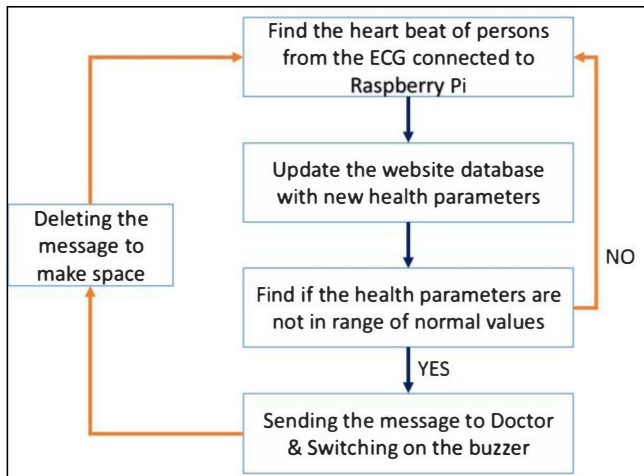 Find the heart beat of persons
from the ECG connected to
Raspberry Pi
Update the website database
with new health parameters
Deleting the
message to
make space
NO
Find if the health parameters are
not in range of normal values
YES
Sending the message to Doctor
& Switching on the buzzer